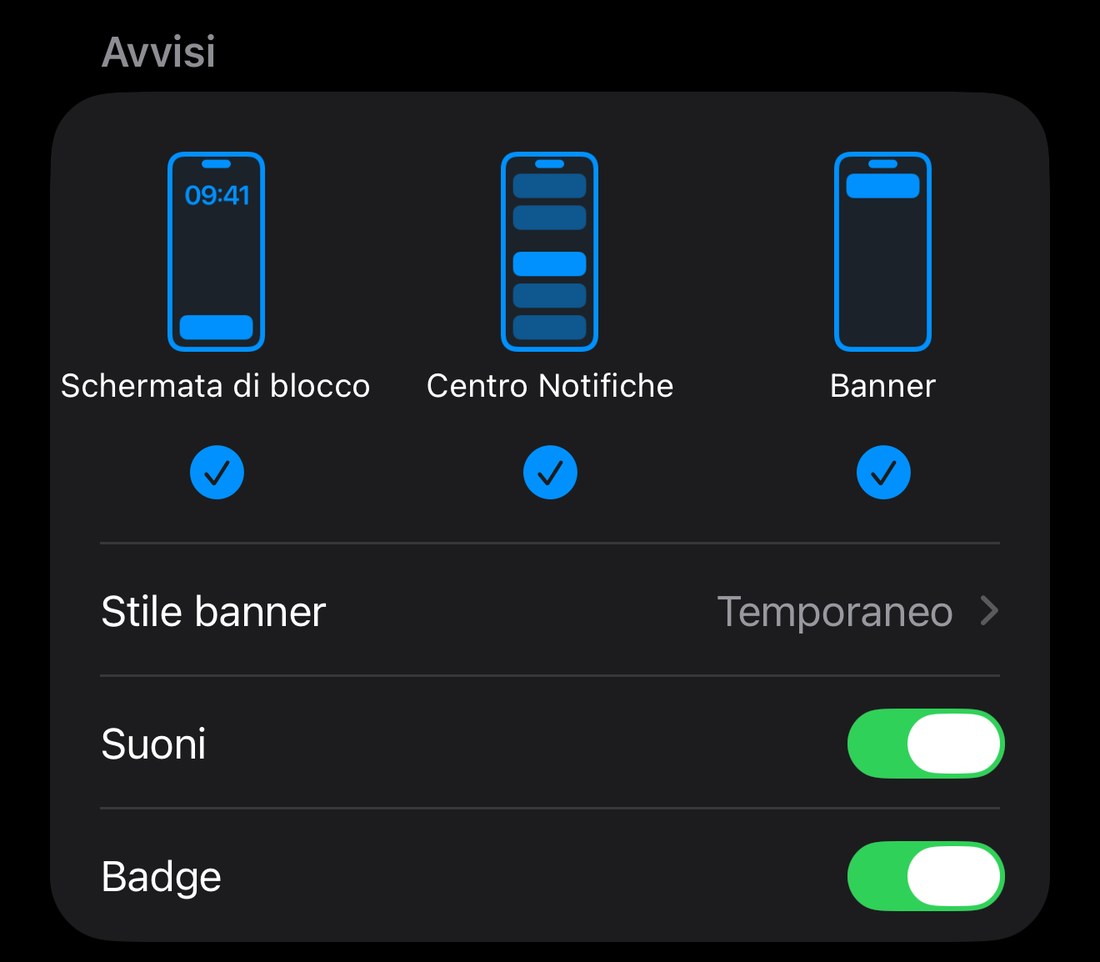 Avvisi
09:41
Schermata di blocco
Centro Notifiche
Banner
Stile banner
Temporaneo
Suoni
Badge